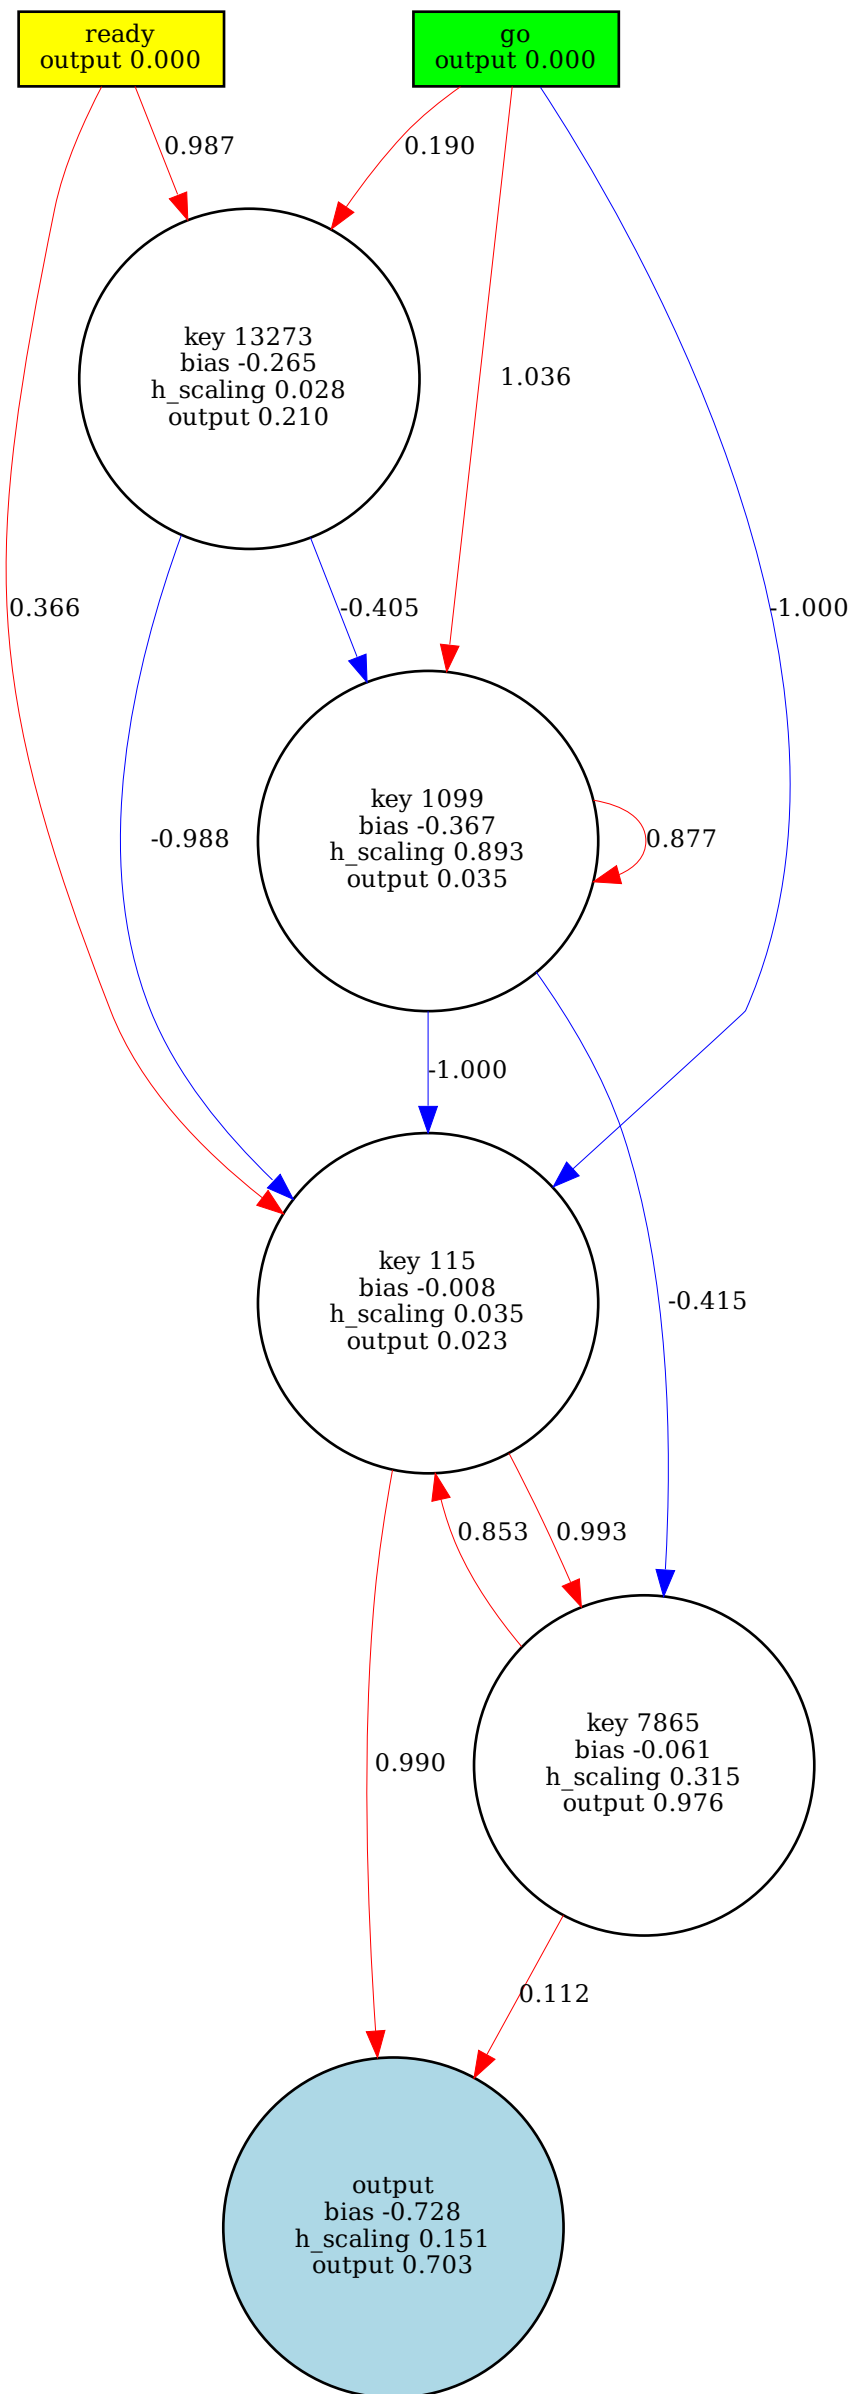 ready
output 0.000
go
output 0.000
0.987
0.190
key 13273
bias -0.265
h_scaling 0.028
output 0.210
1.036
0.366
-0.405
-1.000
key 1099
bias -0.367
h_scaling 0.893
output 0.035
-0.988
0.877
-1.000
key 115
bias -0.008
h_scaling 0.035
output 0.023
-0.415
0.853
0.993
key 7865
bias -0.061
h_scaling 0.315
output 0.976
0.990
0.112
output
bias -0.728
h_scaling 0.151
output 0.703